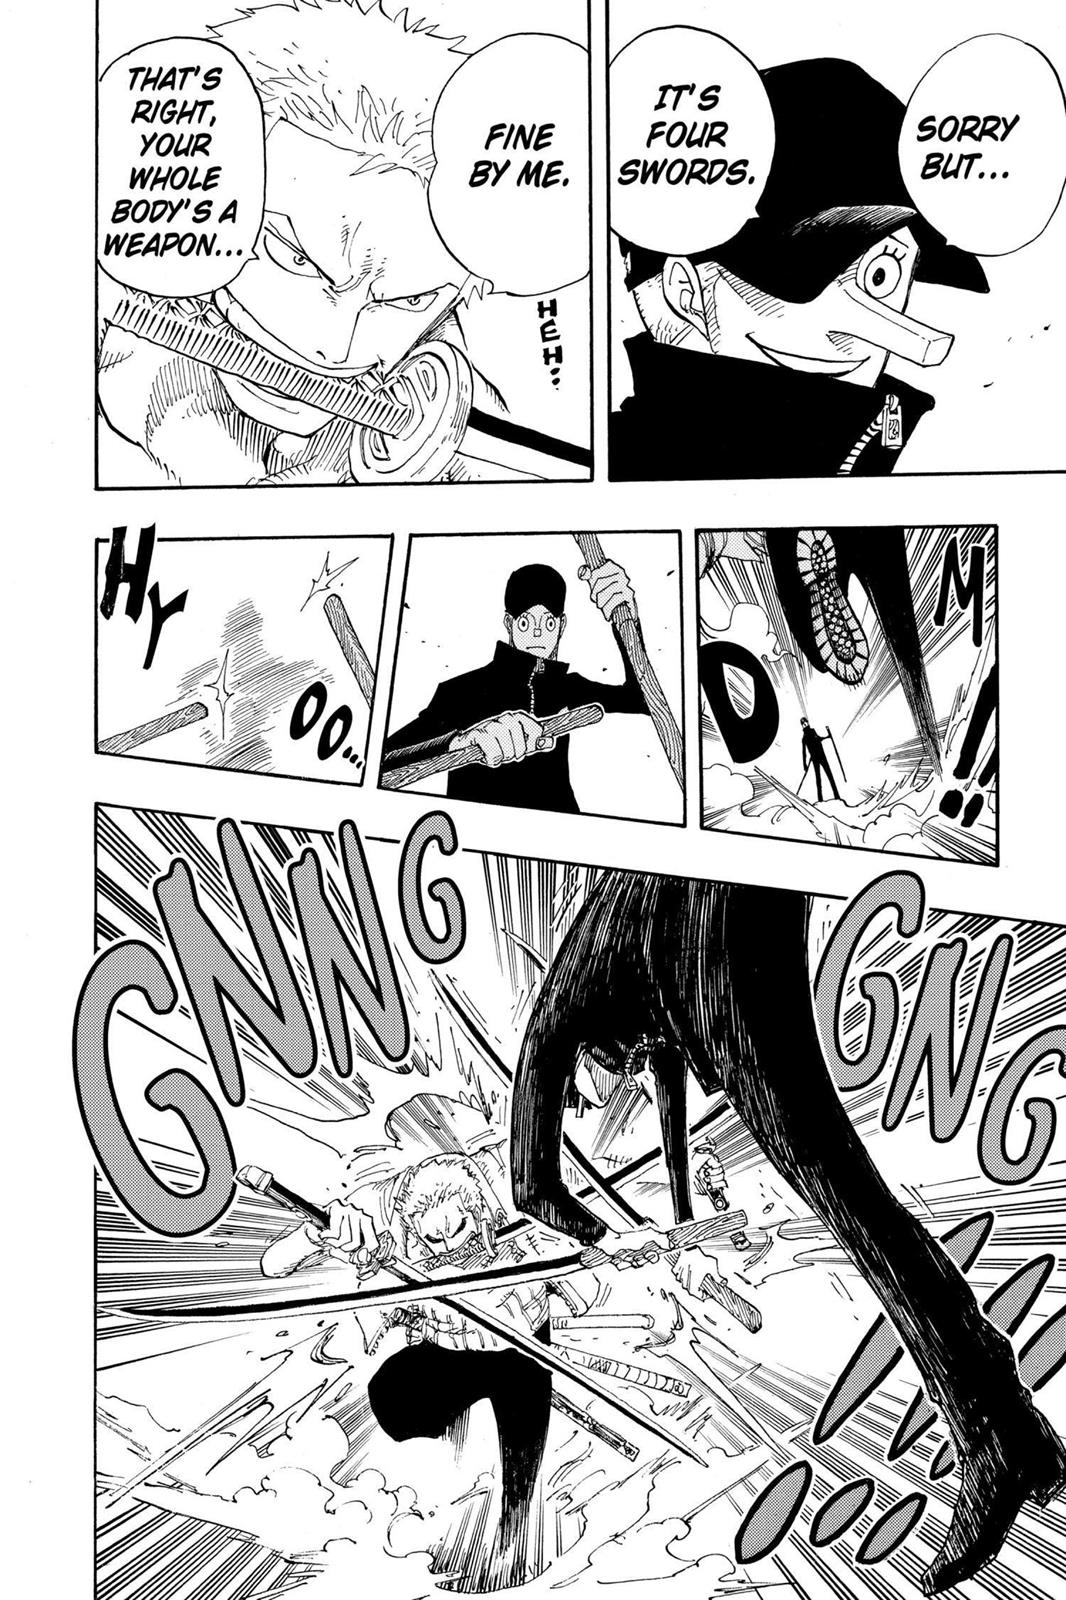 SORRY
BUT...
IT'S
FOUR
SWORDS.
FINE
BY ME.
THAT'S
RIGHT,
YOUR
WHOLE
BODY'S A
WEAPON...
HEH!
DM!!
HY
OO...
GNNG
GNG